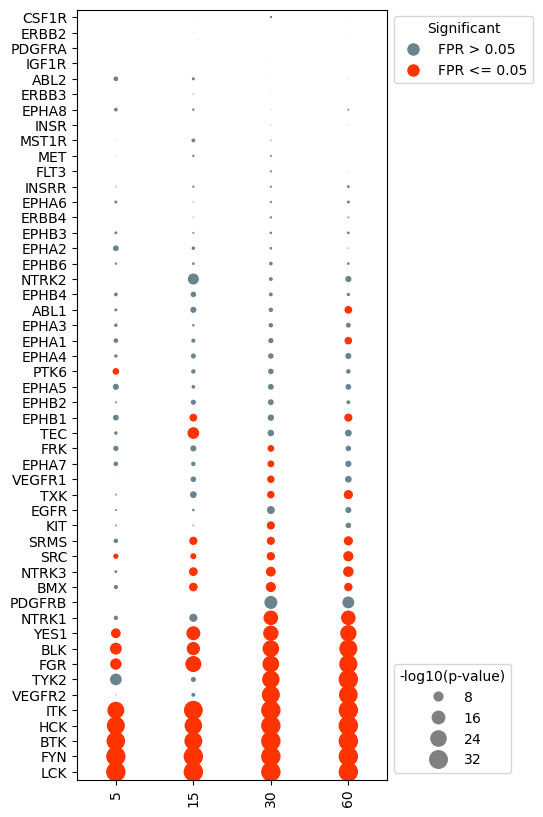 CSF1R
ERBB2
PDGFRA
IGF1R
ABL2
ERBB3
EPHA8
INSR
MST1R
MET
FLT3
INSRR
EPHA6
ERBB4
EPHB3
EPHA2
EPHB6
NTRK2
EPHB4
ABL1
EPHA3
EPHA1
EPHA4
PTK6
EPHA5
EPHB2
EPHB1
TEC
FRK
EPHA7
VEGFR1
TXK
EGFR
KIT
SRMS
SRC
NTRK3
BMX
PDGFRB
NTRK1
YES1
BLK
FGR
TYK2
VEGFR2
ITK
HCK
BTK
FYN
LCK
5 15 30 60
Significant
FPR > 0.05
FPR <= 0.05
-log10(p-value)
8
16
24
32